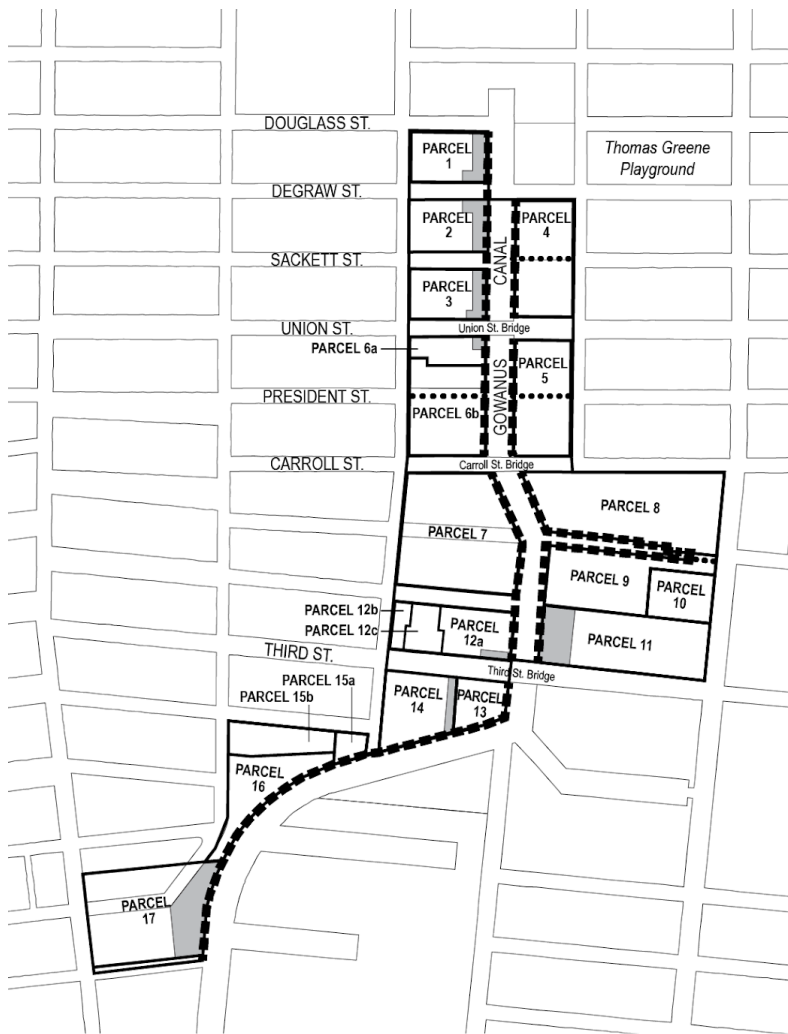 DOUGLASS ST.
PARCEL
1
Thomas Greene
Playground
DEGRAW ST.
PARCEL
2
PARCEL
4
CANAL
SACKETT ST.
PARCEL
3
UNION ST.
Union St. Bridge
PARCEL 6a
PARCEL
5
GOWANUS
PRESIDENT ST.
PARCEL 6b
CARROLL ST.
Carroll St. Bridge
PARCEL 8
PARCEL 7
PARCEL 9
PARCEL
10
PARCEL 12b
PARCEL 12c
PARCEL
12a
PARCEL 11
THIRD ST.
Third St. Bridge
PARCEL 15a
PARCEL 15b
PARCEL
14
PARCEL
13
PARCEL
16
PARCEL
17